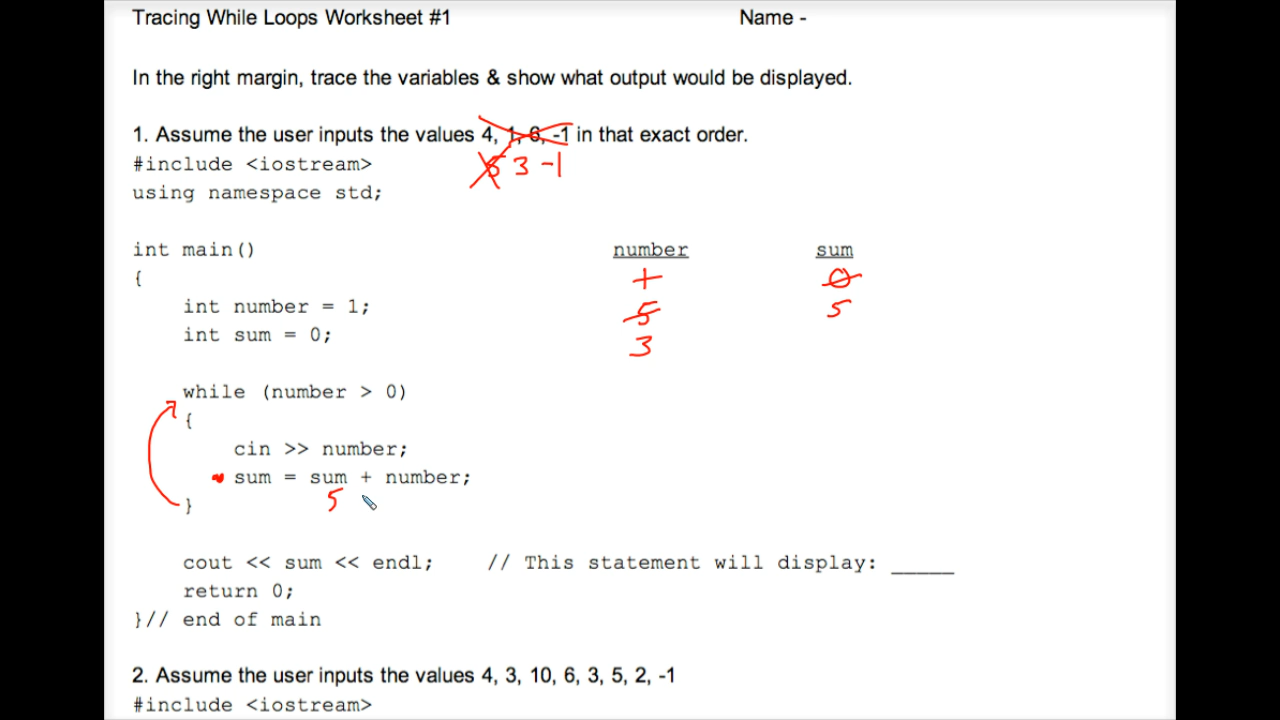 Tracing While Loops Worksheet #1 Name -
In the right margin, trace the variables & show what output would be displayed.
1. Assume the user inputs the values 4, 1, 6, -1 in that exact order.
#include <iostream> 5 3 -1
using namespace std;
int main() number sum
{ 1 0
int number = 1; 5 5
int sum = 0; 3
while (number > 0)
{
cin >> number;
sum = sum + number;
} 5
cout << sum << endl; // This statement will display: _____
return 0;
}// end of main
2. Assume the user inputs the values 4, 3, 10, 6, 3, 5, 2, -1
#include <iostream>